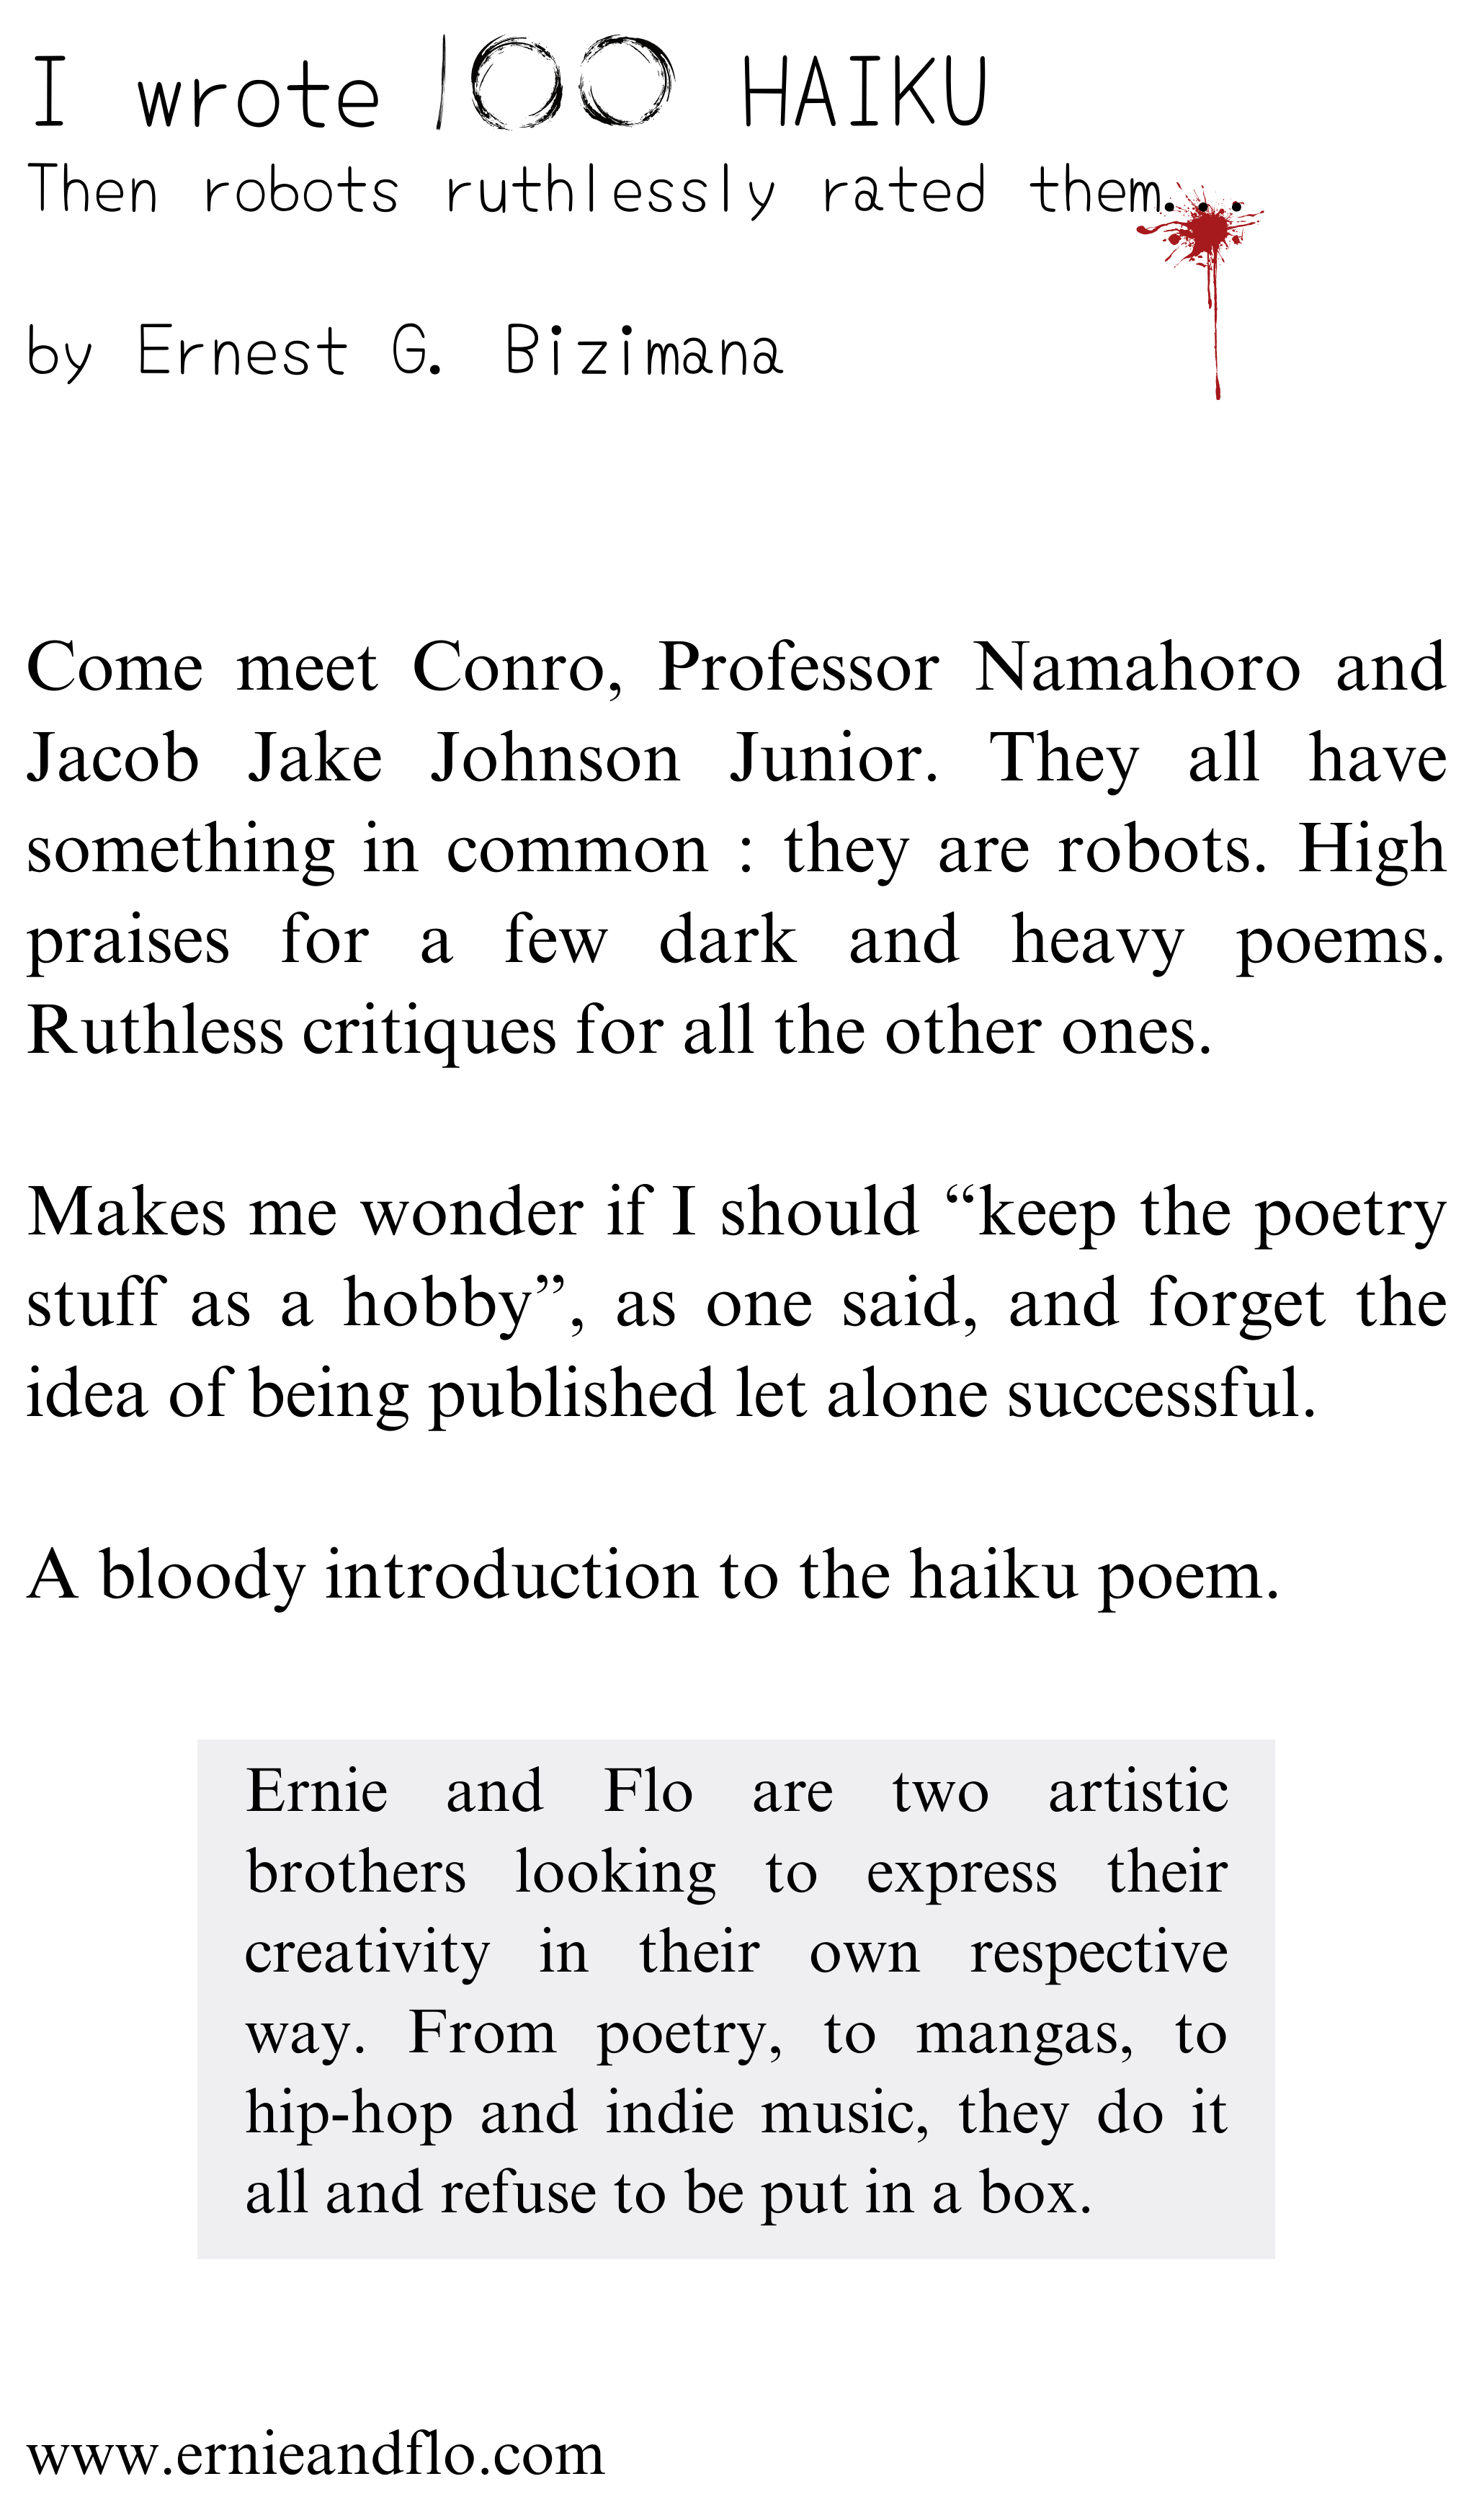 I wrote 100 HAIKU
Then robots ruthlessly rated them...
by Ernest G. Bizimana
Come meet Conro, Professor Namahoro and
Jacob Jake Johnson Junior. They all have
something in common : they are robots. High
praises for a few dark and heavy poems.
Ruthless critiques for all the other ones.
Makes me wonder if I should “keep the poetry
stuff as a hobby”, as one said, and forget the
idea of being published let alone successful.
A bloody introduction to the haiku poem.
Ernie and Flo are two artistic
brothers looking to express their
creativity in their own respective
way. From poetry, to mangas, to
hip-hop and indie music, they do it
all and refuse to be put in a box.
www.ernieandflo.com